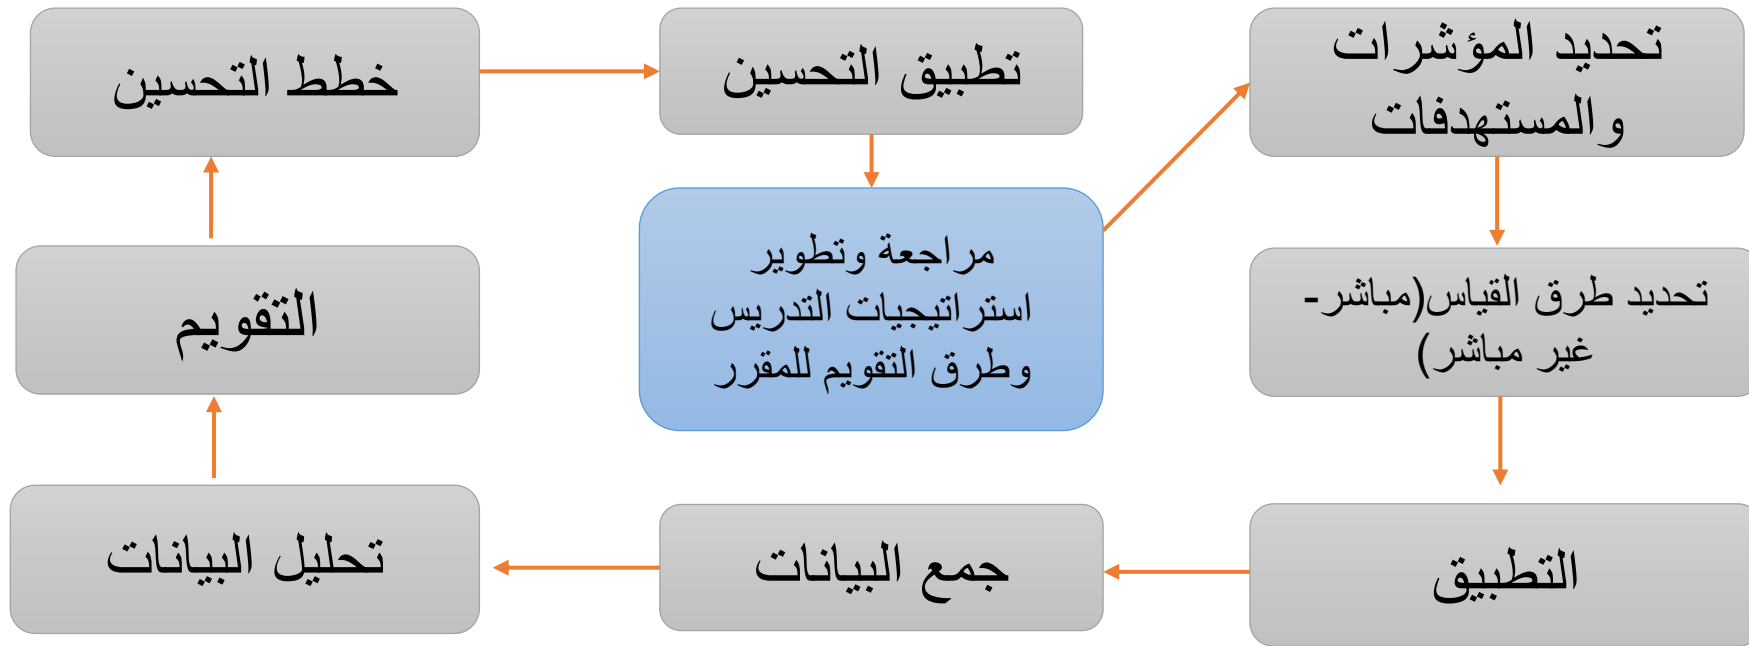 تحديد المؤشرات
والمستهدفات
تطبيق التحسين
خطط التحسين
مراجعة وتطوير
استراتيجيات التدريس
وطرق التقويم للمقرر
تحديد طرق القياس(مباشر-
غير مباشر)
التقويم
التطبيق
جمع البيانات
تحليل البيانات